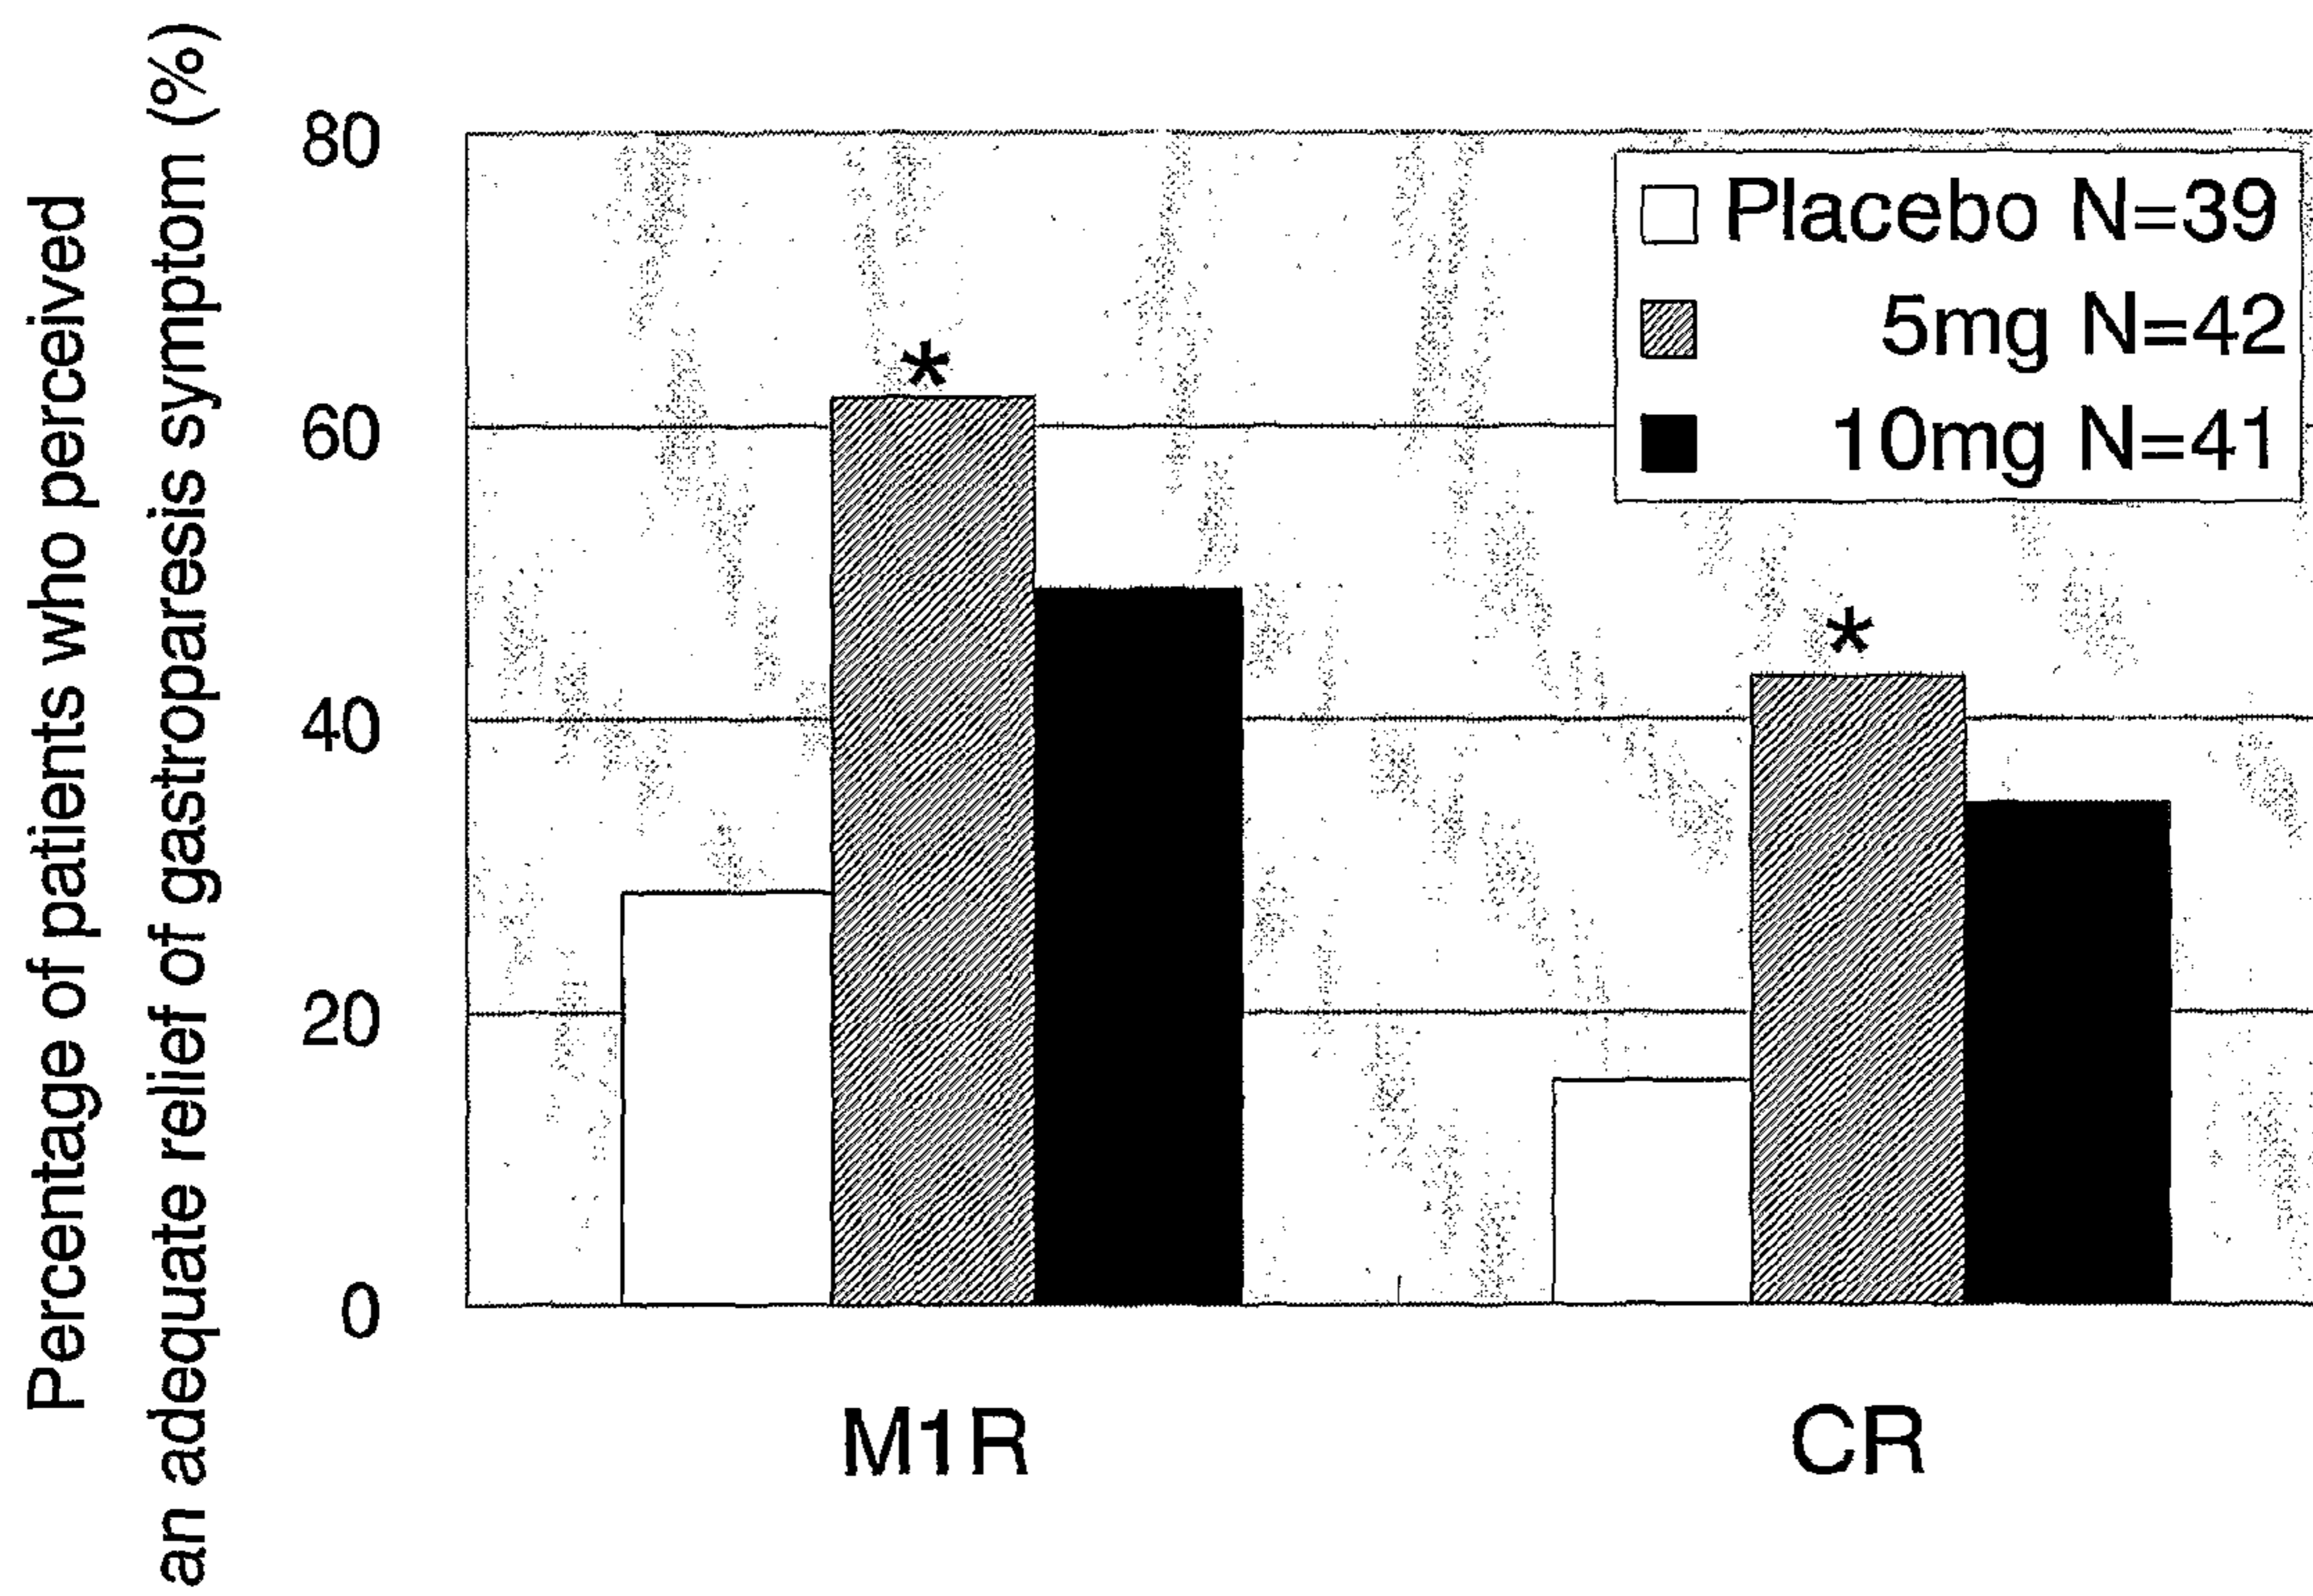 Percentage of patients who perceived
an adequate relief of gastroparesis symptom (%)
80
60
40
20
0
Placebo N=39
5mg N=42
10mg N=41
*
*
M1R
CR